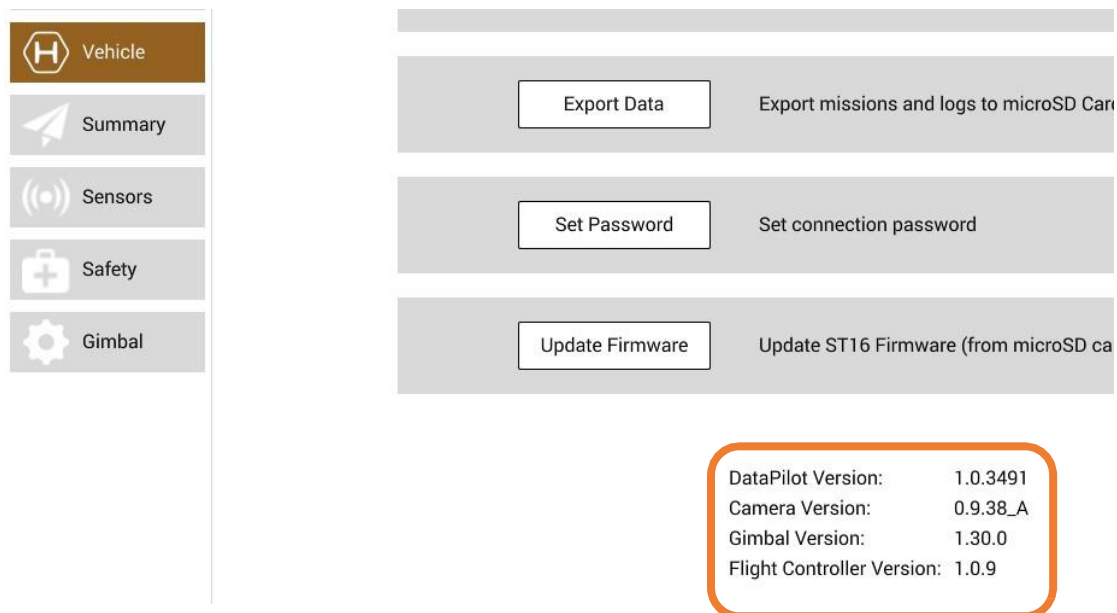 Vehicle
Summary
Sensors
Safety
Gimbal
Export Data
Export missions and logs to microSD
Set Password
Set connection password
Update Firmware
Update ST16 Firmware (from microSD
DataPilot Version: 1.0.3491
Camera Version: 0.9.38_A
Gimbal Version: 1.30.0
Flight Controller Version: 1.0.9